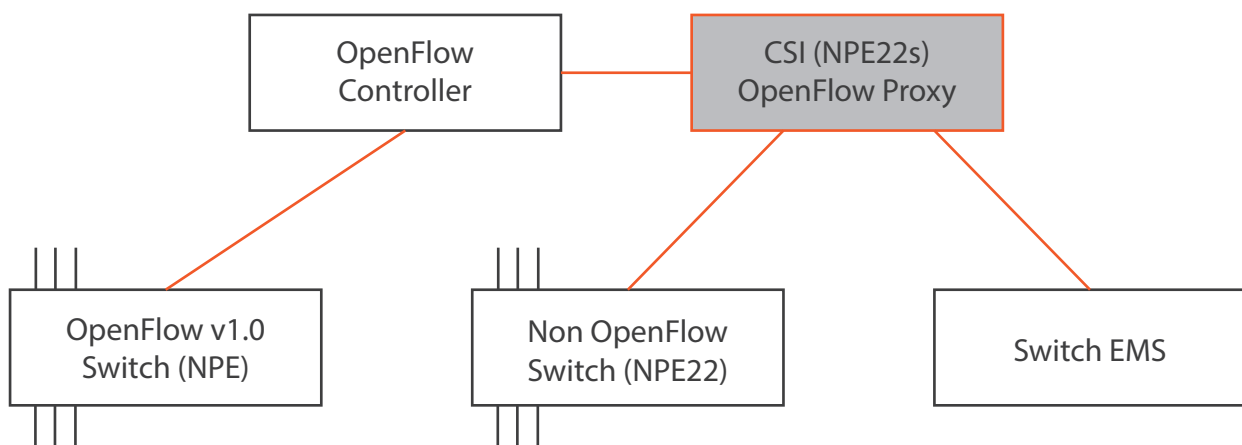 OpenFlow
Controller
CSI (NPE22s)
OpenFlow Proxy
OpenFlow v1.0
Switch (NPE)
Non OpenFlow
Switch (NPE22)
Switch EMS